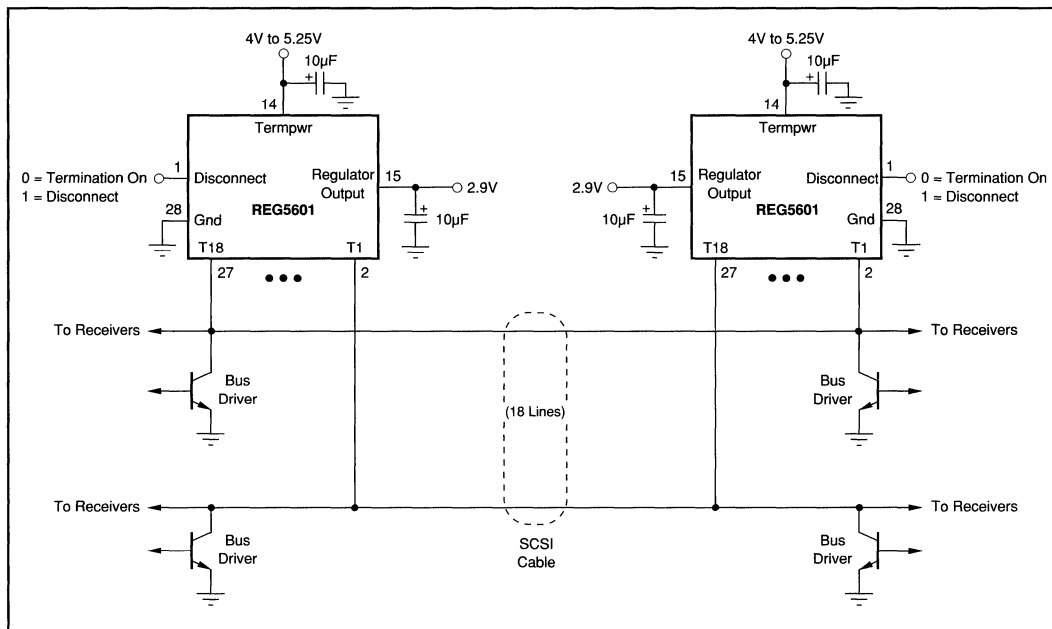 4V to 5.25V
10µF
+
14
Termpwr
1
0 = Termination On
1 = Disconnect
Disconnect
Regulator
Output
15
2.9V
REG5601
28
Gnd
+
10µF
T18
T1
27
2
4V to 5.25V
10µF
+
14
Termpwr
2.9V
15
Regulator
Output
Disconnect
1
0 = Termination On
1 = Disconnect
REG5601
28
Gnd
10µF
+
T18
T1
27
2
To Receivers
To Receivers
Bus
Driver
(18 Lines)
Bus
Driver
To Receivers
To Receivers
Bus
Driver
SCSI
Cable
Bus
Driver